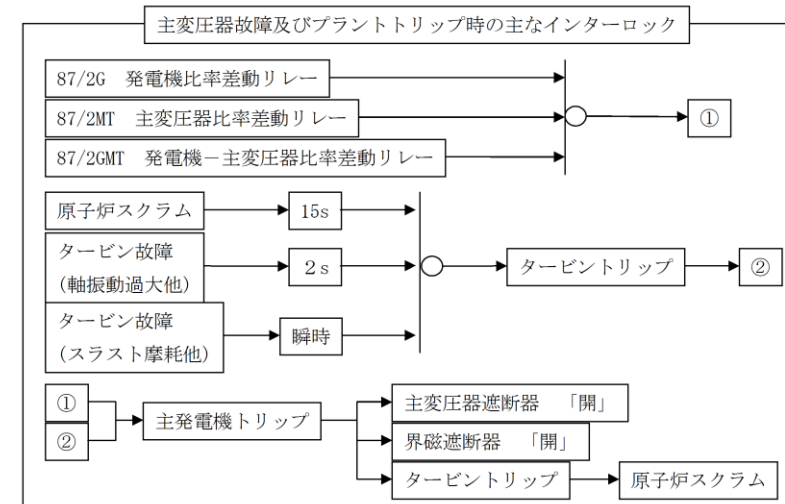 主変圧器故障及びプラントトリップ時の主なインターロック
87/2G 発電機比率差動リレー
87/2MT 主変圧器比率差動リレー
①
87/2GMT 発電機－主変圧器比率差動リレー
原子炉スクラム
15s
タービン故障
(軸振動過大他)
２s
タービントリップ
②
タービン故障
(スラスト摩耗他)
瞬時
①
②
主発電機トリップ
主変圧器遮断器 「開」
界磁遮断器 「開」
タービントリップ
原子炉スクラム